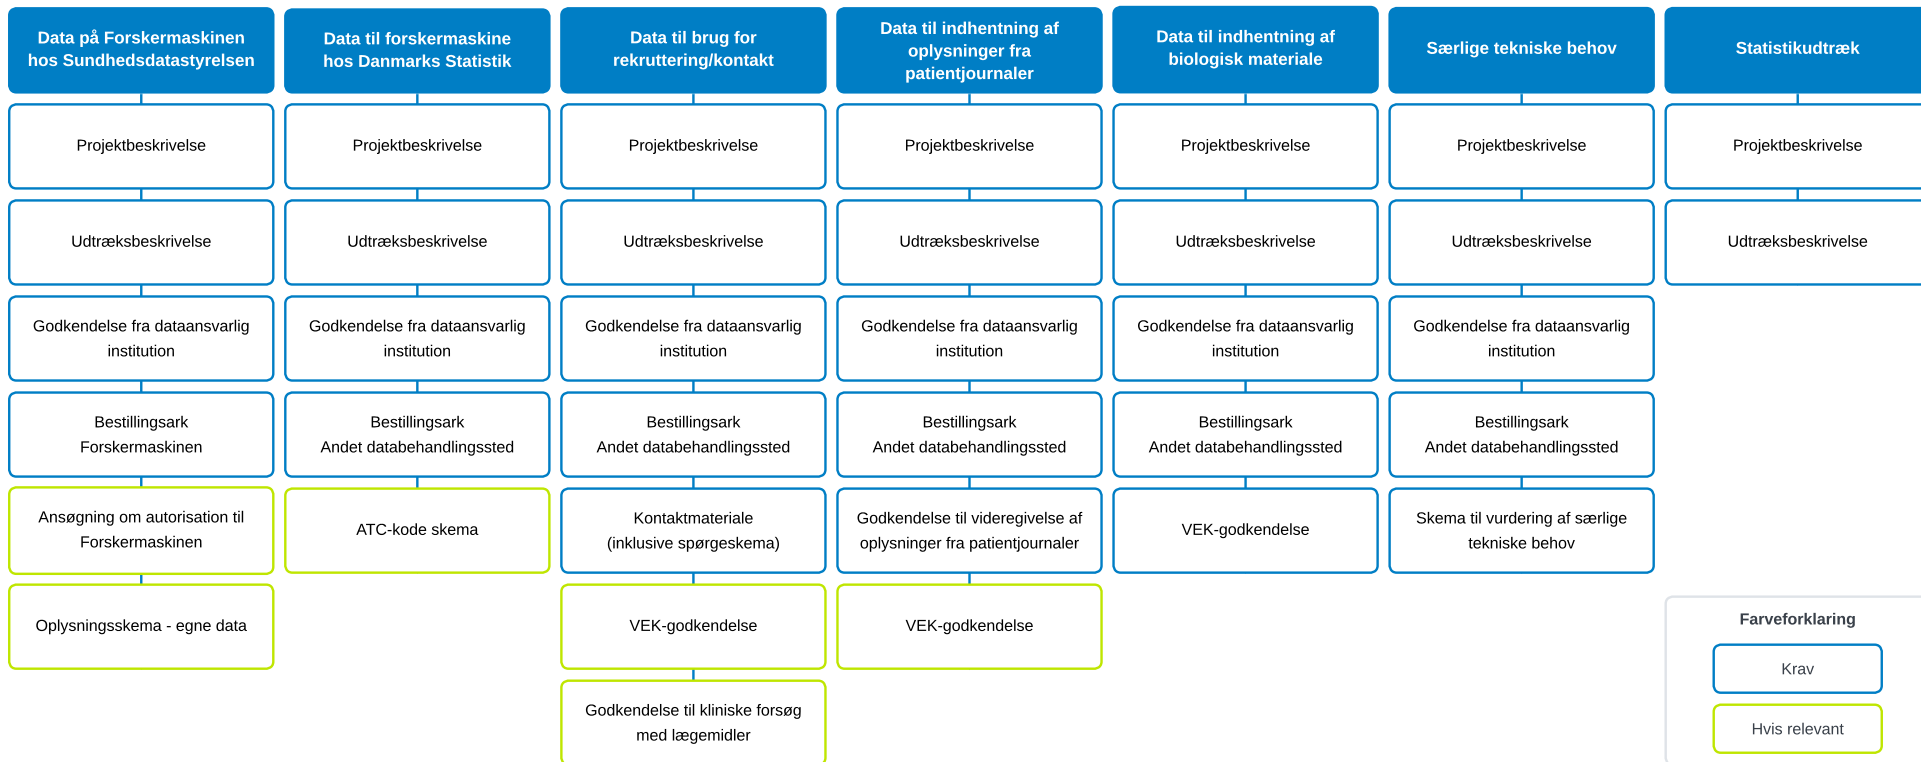 Data på Forskermaskinen
hos Sundhedsdatastyrelsen
Projektbeskrivelse
Udtræksbeskrivelse
Godkendelse fra dataansvarlig
institution
Bestillingsark
Forskermaskinen
Ansøgning om autorisation til
Forskermaskinen
Oplysningsskema - egne data
Data til forskermaskine
hos Danmarks Statistik
Projektbeskrivelse
Udtræksbeskrivelse
Godkendelse fra dataansvarlig
institution
Bestillingsark
Andet databehandlingssted
ATC-kode skema
Data til brug for
rekruttering/kontakt
Projektbeskrivelse
Udtræksbeskrivelse
Godkendelse fra dataansvarlig
institution
Bestillingsark
Andet databehandlingssted
Kontaktmateriale
(inklusive spørgeskema)
VEK-godkendelse
Godkendelse til kliniske forsøg
med lægemidler
Data til indhentning af
oplysninger fra
patientjournaler
Projektbeskrivelse
Udtræksbeskrivelse
Godkendelse fra dataansvarlig
institution
Bestillingsark
Andet databehandlingssted
Godkendelse til videregivelse af
oplysninger fra patientjournaler
VEK-godkendelse
Data til indhentning af
biologisk materiale
Projektbeskrivelse
Udtræksbeskrivelse
Godkendelse fra dataansvarlig
institution
Bestillingsark
Andet databehandlingssted
VEK-godkendelse
Særlige tekniske behov
Projektbeskrivelse
Udtræksbeskrivelse
Godkendelse fra dataansvarlig
institution
Bestillingsark
Andet databehandlingssted
Skema til vurdering af særlige
tekniske behov
Statistikudtræk
Projektbeskrivelse
Udtræksbeskrivelse
Farveforklaring
Krav
Hvis relevant